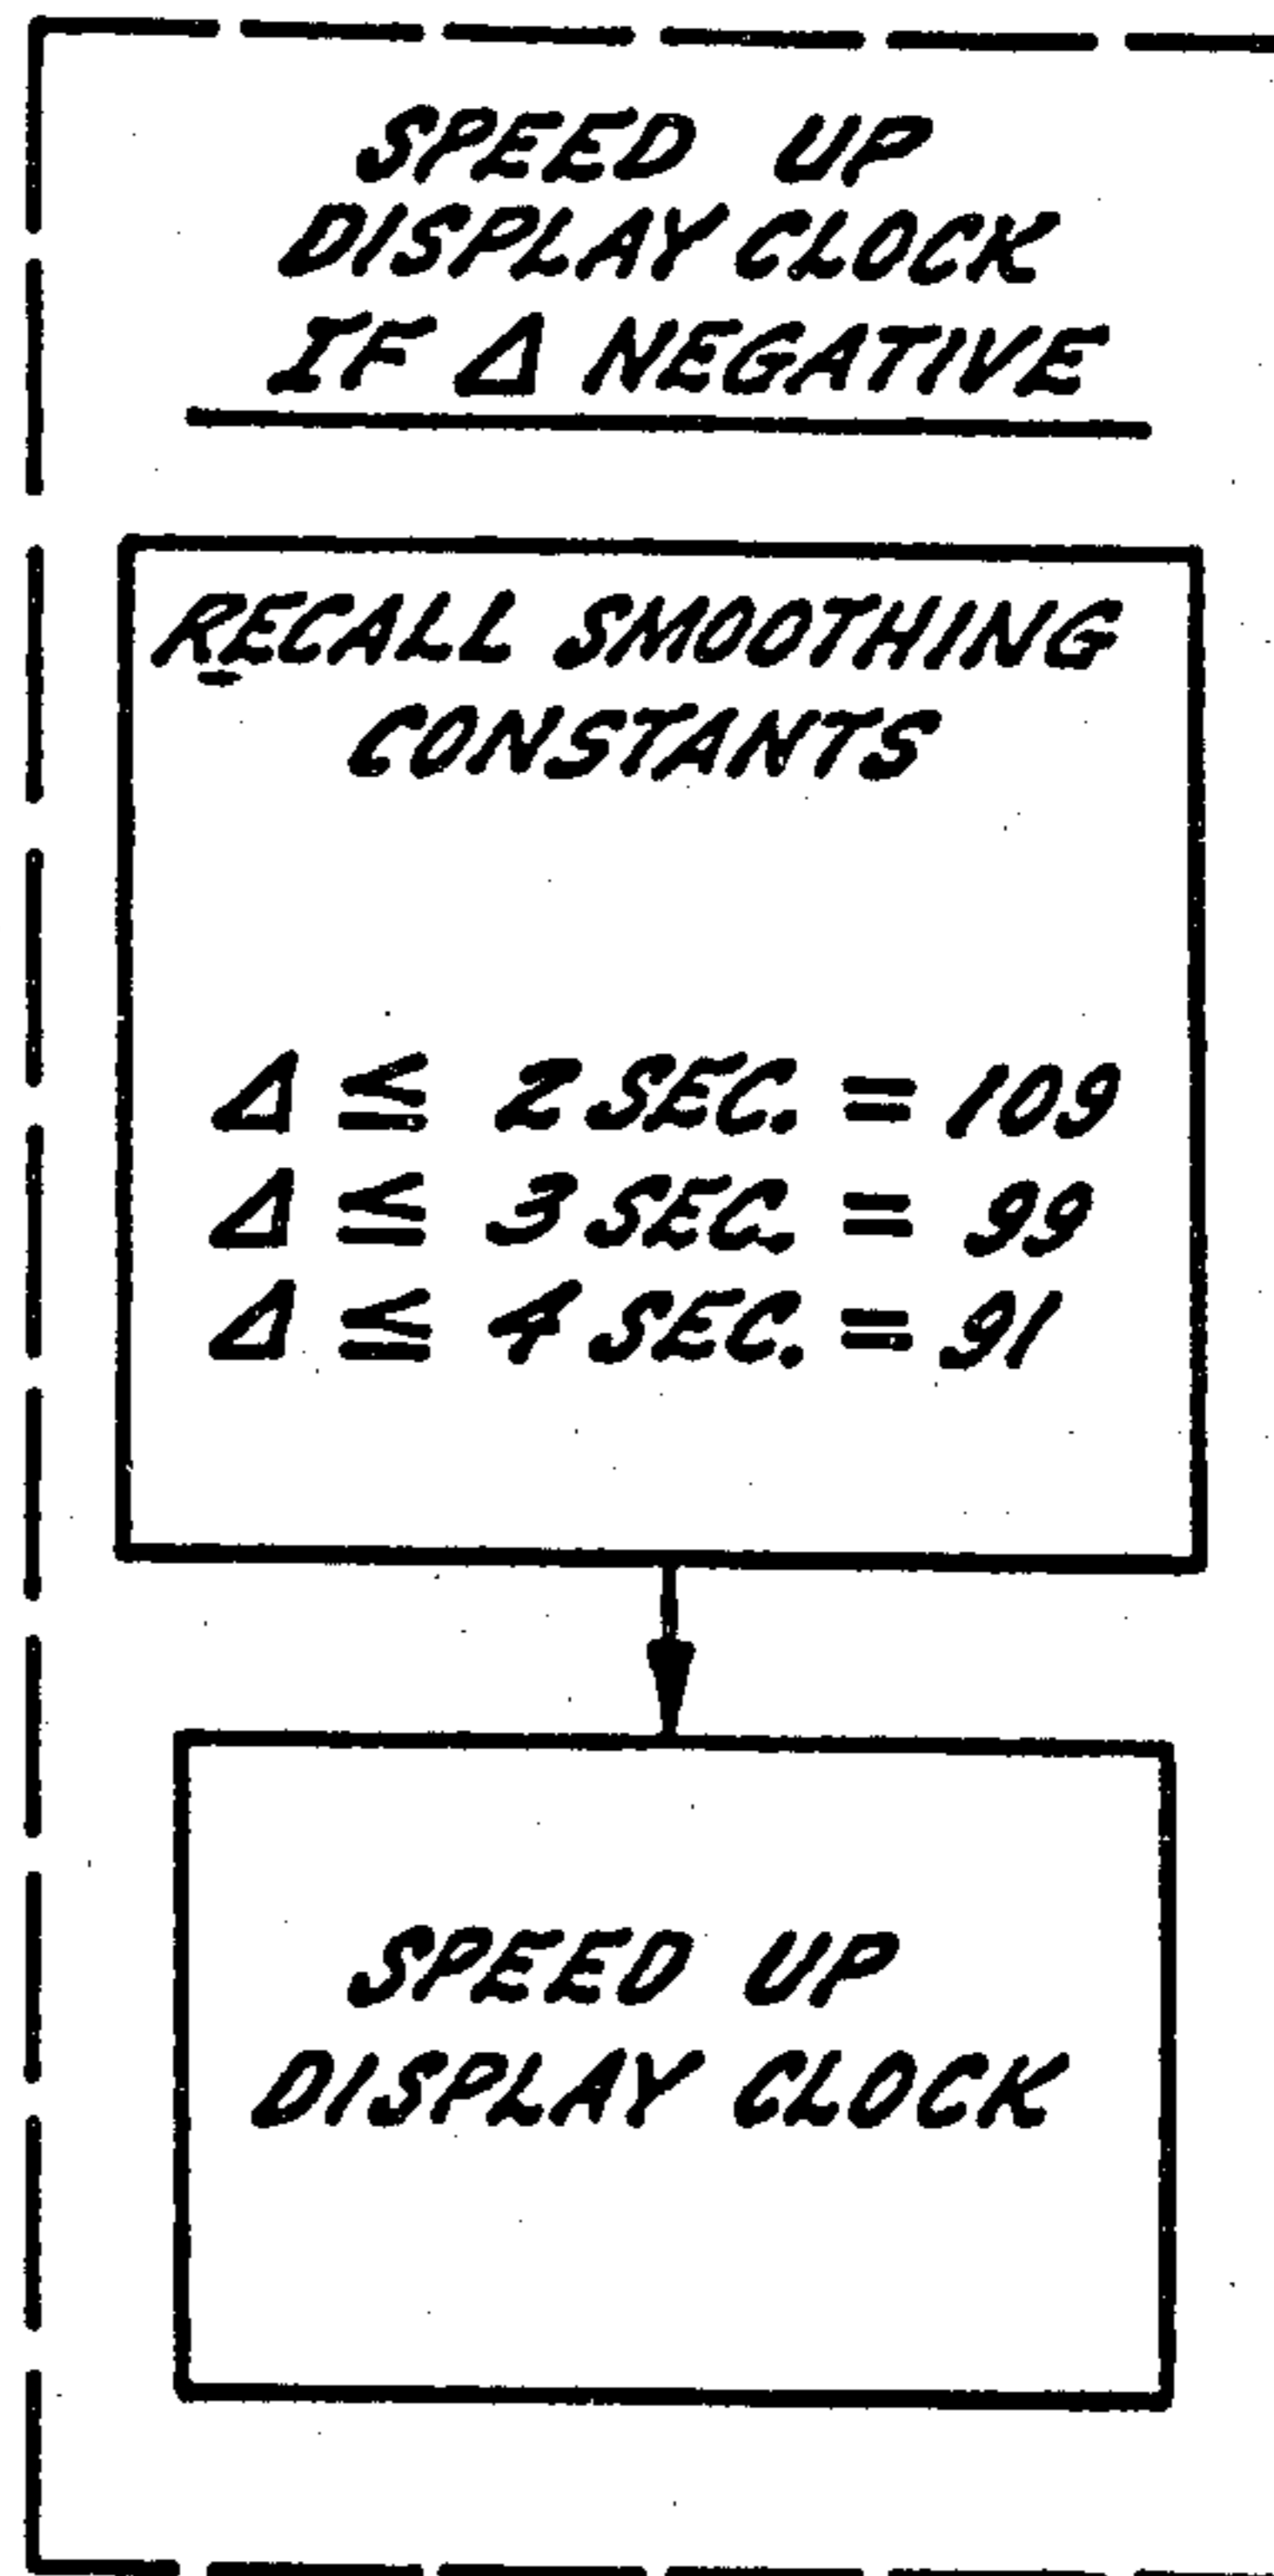 SPEED UP
DISPLAY CLOCK
IF Δ NEGATIVE
RECALL SMOOTHING
CONSTANTS
Δ ≦ 2 SEC. = 109
Δ ≦ 3 SEC. = 99
Δ ≦ 4 SEC. = 91
SPEED UP
DISPLAY CLOCK